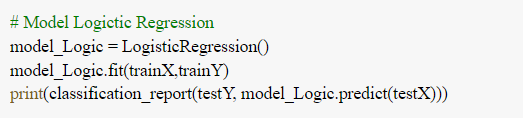 # Model Logictic Regression
model_Logic = LogisticRegression()
model_Logic.fit(trainX,trainY)
print(classification_report(testY, model_Logic.predict(testX)))